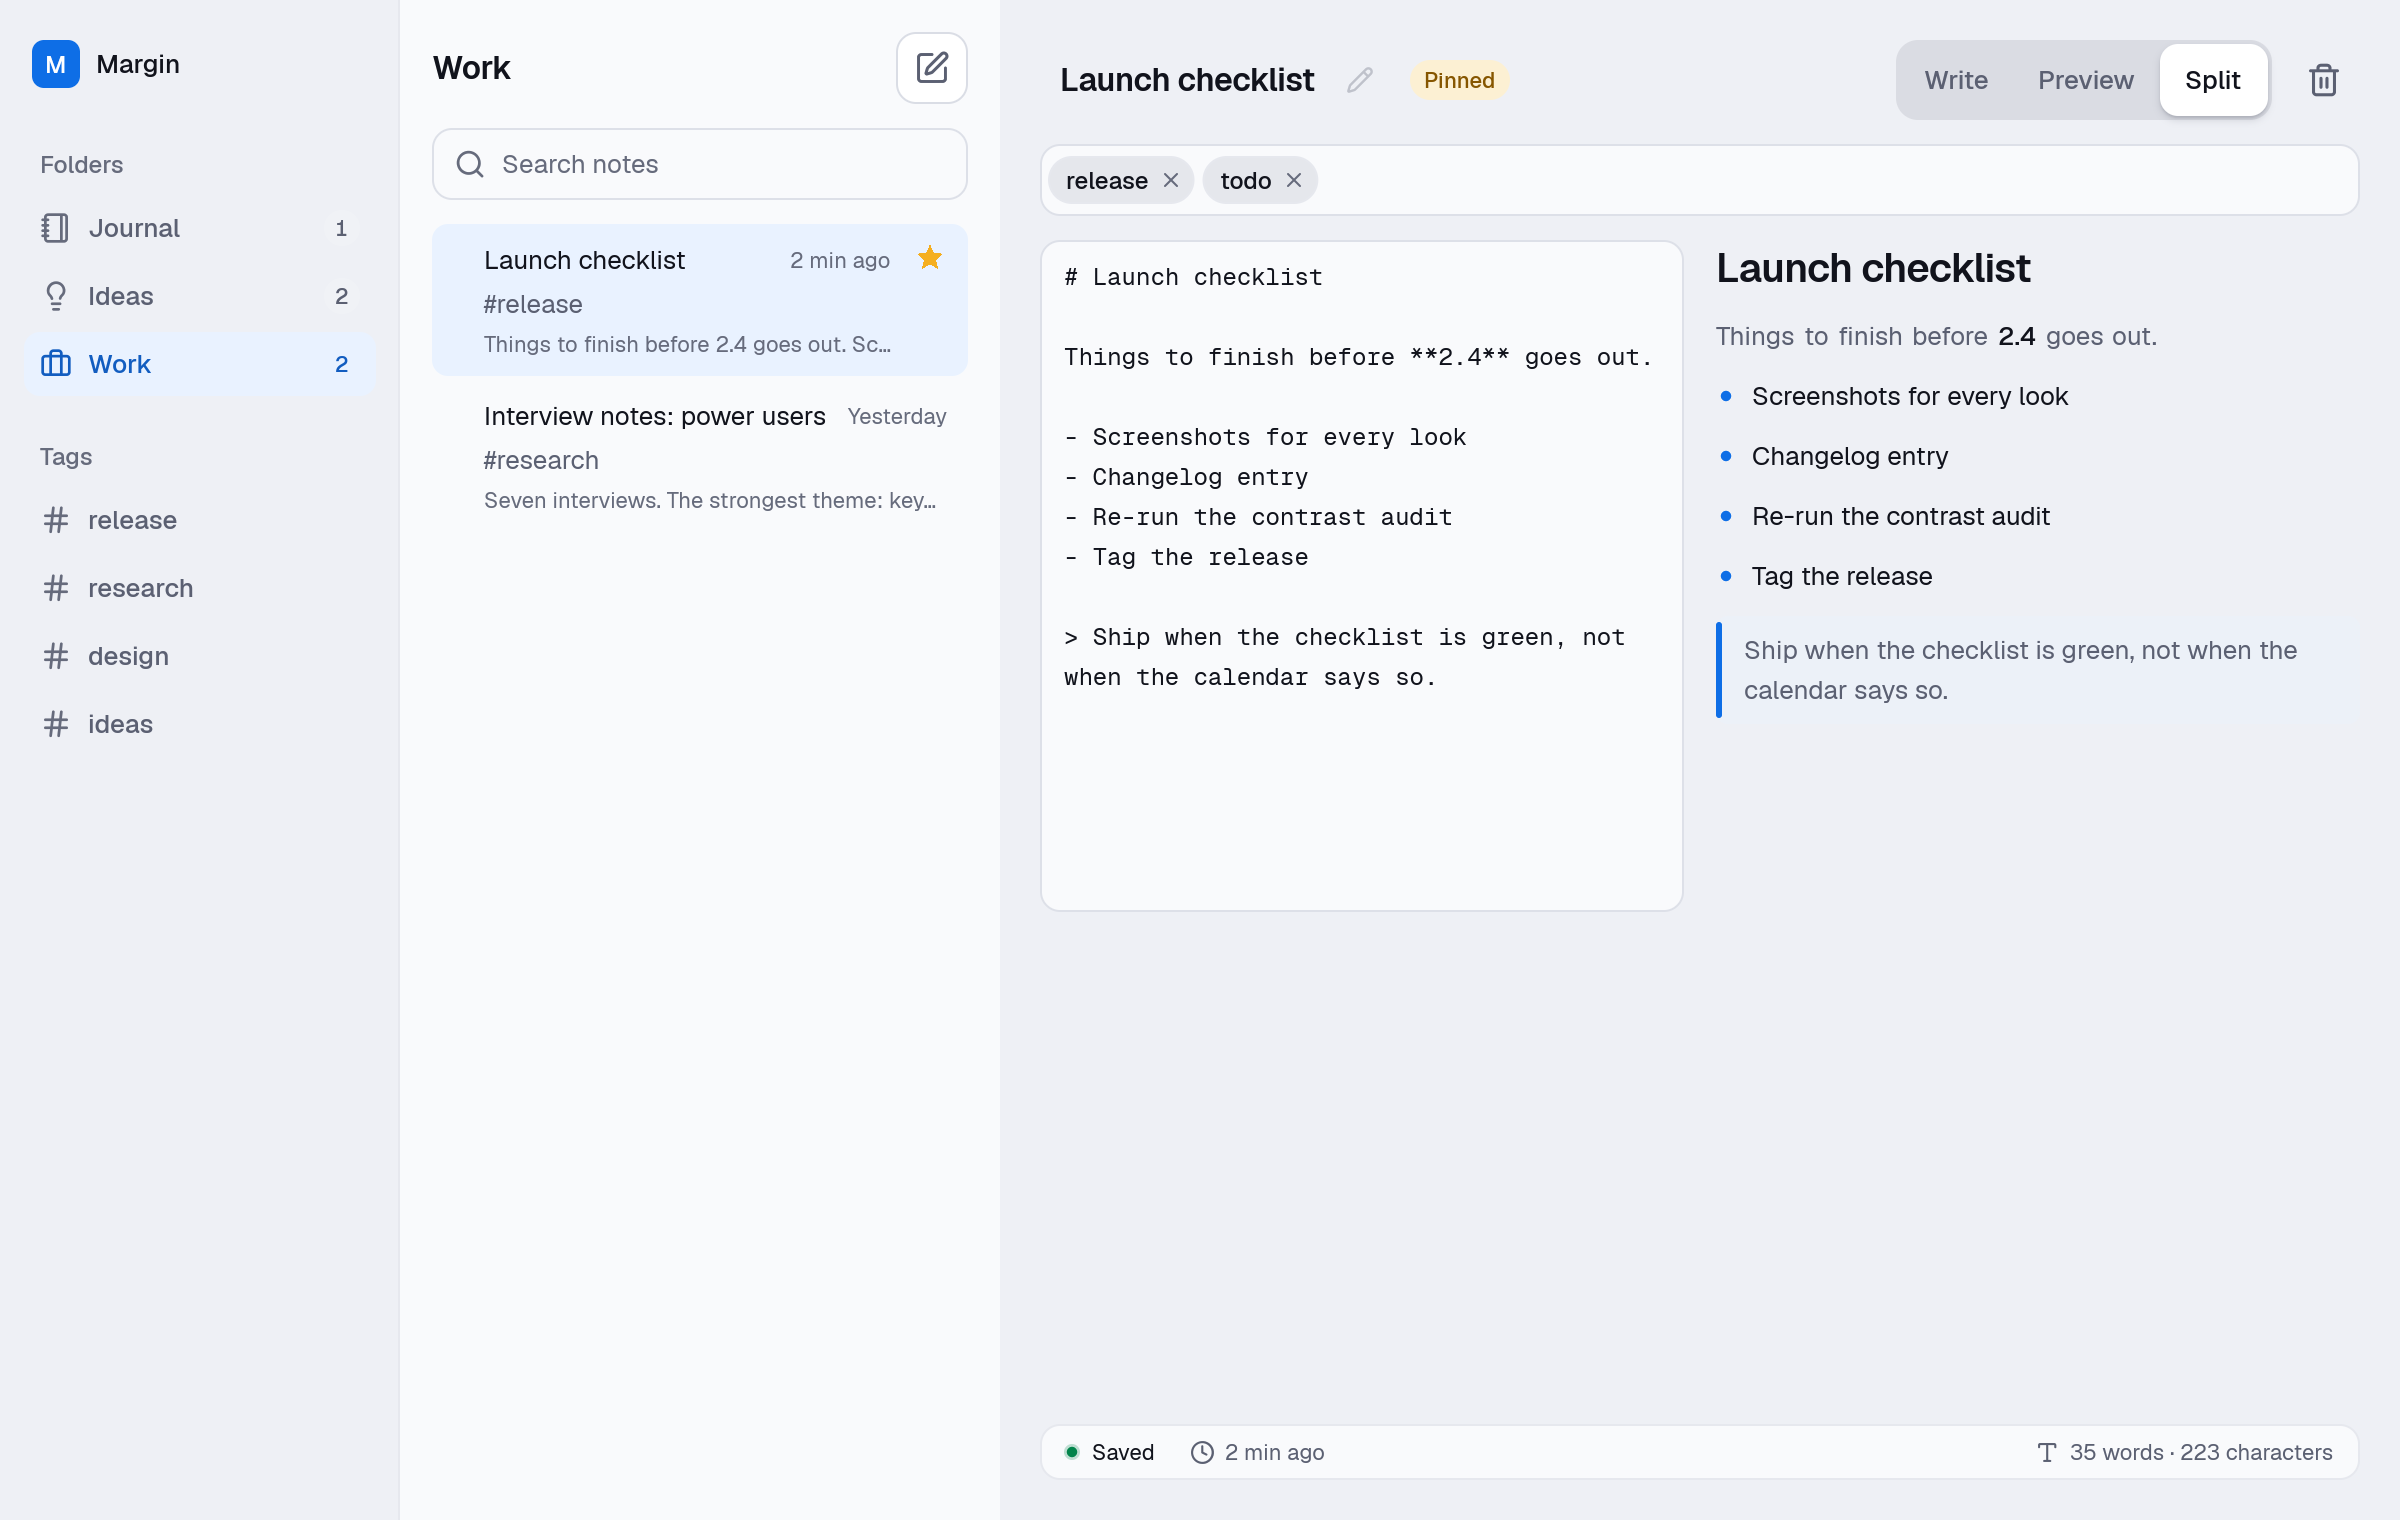 M Margin
Folders
Journal 1
Ideas 2
Work 2
Tags
release
research
design
ideas
Work
Search notes
Launch checklist 2 min ago
#release
Things to finish before 2.4 goes out. Sc…
Interview notes: power users Yesterday
#research
Seven interviews. The strongest theme: key…
Launch checklist Pinned Write Preview Split
release todo
# Launch checklist
Things to finish before **2.4** goes out.
- Screenshots for every look
- Changelog entry
- Re-run the contrast audit
- Tag the release
> Ship when the checklist is green, not
when the calendar says so.
Launch checklist
Things to finish before 2.4 goes out.
Screenshots for every look
Changelog entry
Re-run the contrast audit
Tag the release
Ship when the checklist is green, not when the
calendar says so.
Saved 2 min ago 35 words · 223 characters